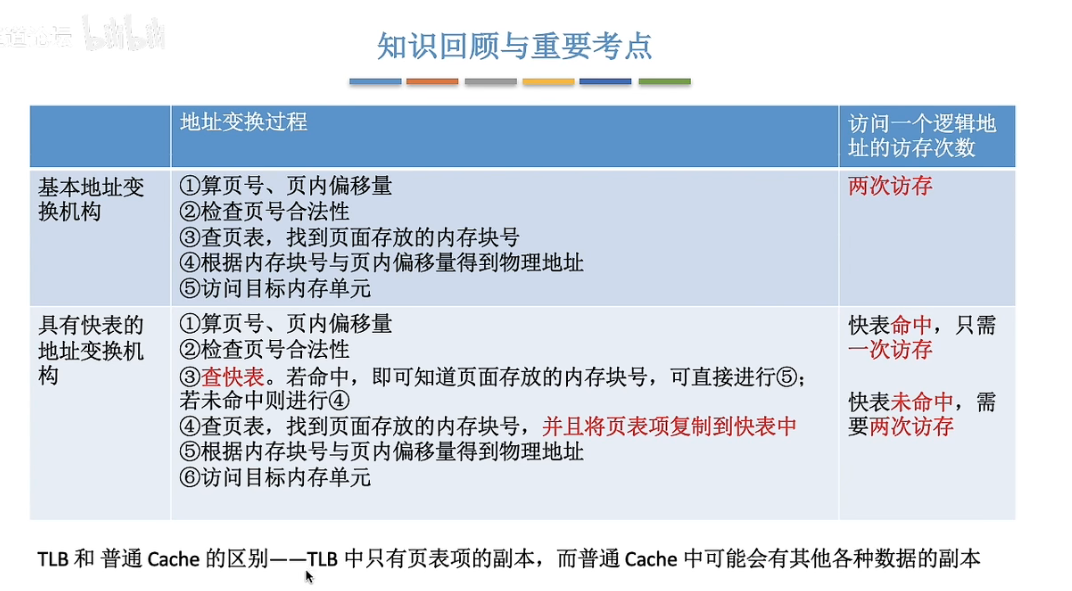 bilibili
知识回顾与重要考点
地址变换过程
访问一个逻辑地
址的访存次数
基本地址变
换机构
①算页号、页内偏移量
②检查页号合法性
③查页表，找到页面存放的内存块号
④根据内存块号与页内偏移量得到物理地址
⑤访问目标内存单元
两次访存
具有快表的
地址变换机
构
①算页号、页内偏移量
②检查页号合法性
③查快表。若命中，即可知道页面存放的内存块号，可直接进行⑤；
若未命中则进行④
④查页表，找到页面存放的内存块号，并且将页表项复制到快表中
⑤根据内存块号与页内偏移量得到物理地址
⑥访问目标内存单元
快表命中，只需
一次访存
快表未命中，需
要两次访存
TLB 和 普通 Cache 的区别——TLB 中只有页表项的副本，而普通 Cache 中可能会有其他各种数据的副本